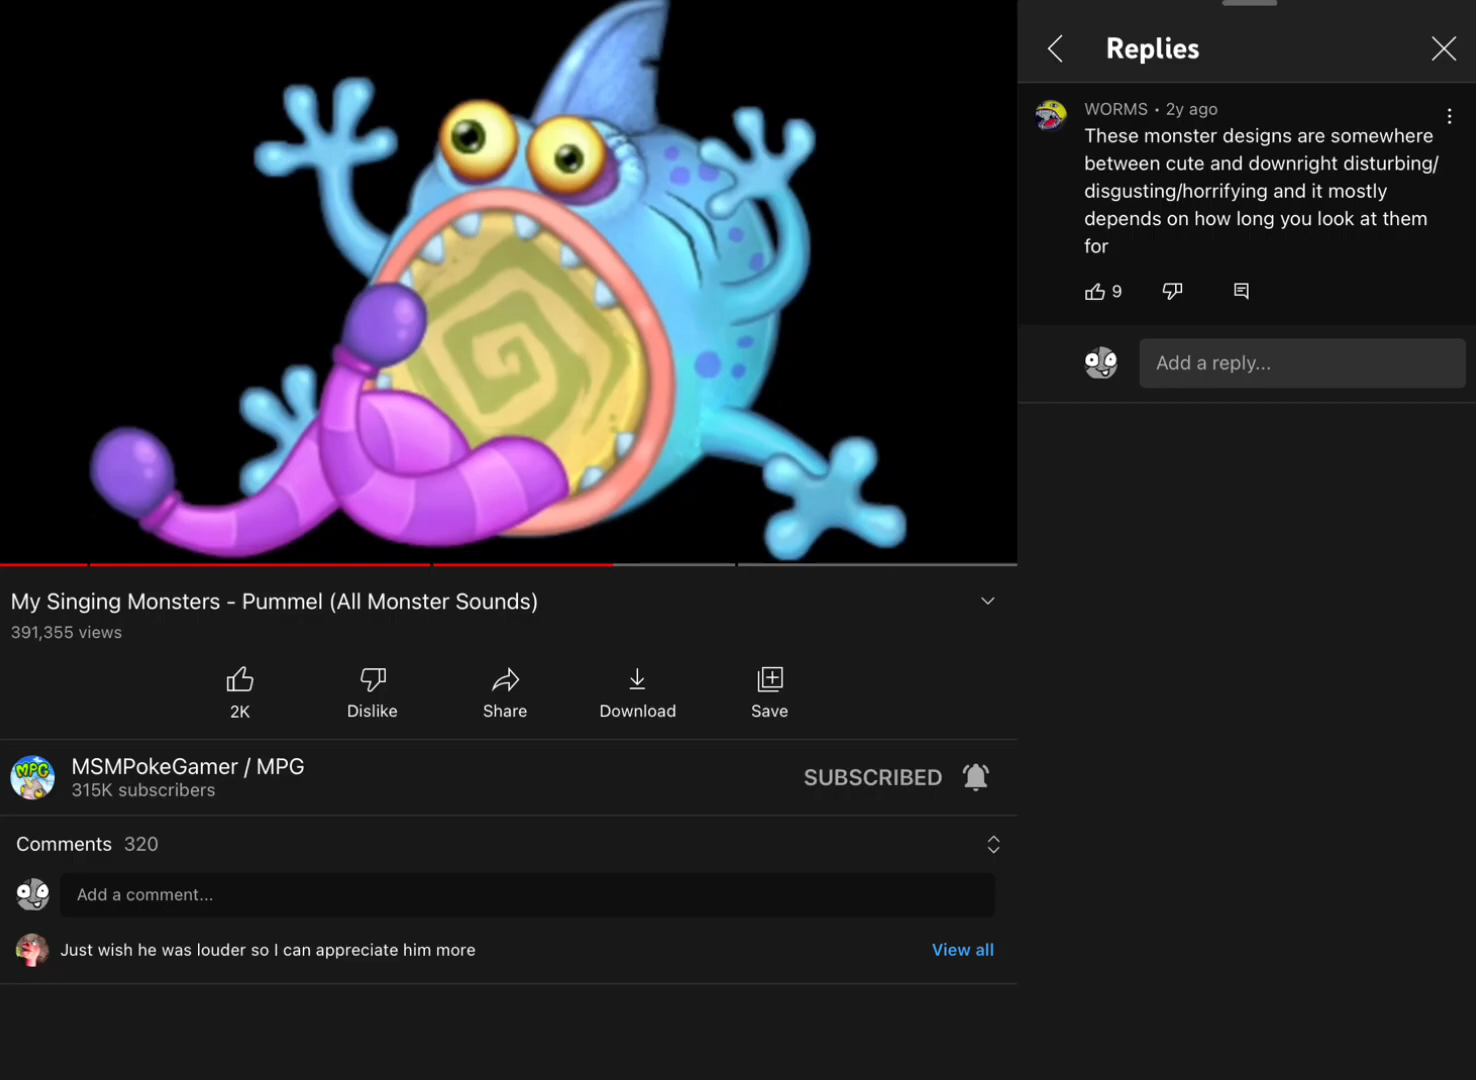 My Singing Monsters - Pummel (All Monster Sounds)
391,355 views
2K
Dislike
Share
Download
Save
MPG
MSMPokeGamer / MPG
315K subscribers
SUBSCRIBED
Comments 320
Add a comment...
Just wish he was louder so I can appreciate him more
View all
Replies
WORMS • 2y ago
These monster designs are somewhere
between cute and downright disturbing/
disgusting/horrifying and it mostly
depends on how long you look at them
for
9
Add a reply...